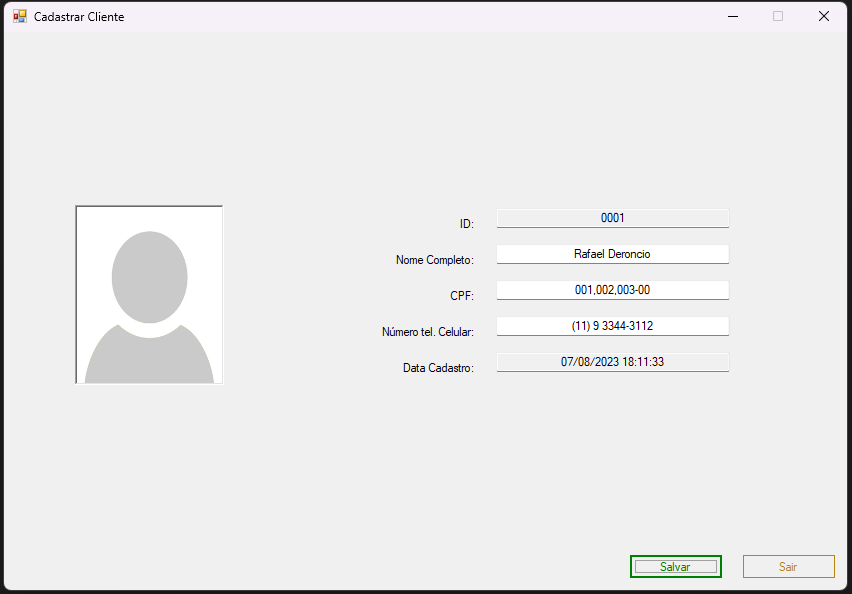 Cadastrar Cliente
ID: 0001
Nome Completo: Rafael Deroncio
CPF: 001,002,003-00
Número tel. Celular: (11) 9 3344-3112
Data Cadastro: 07/08/2023 18:11:33
Salvar Sair